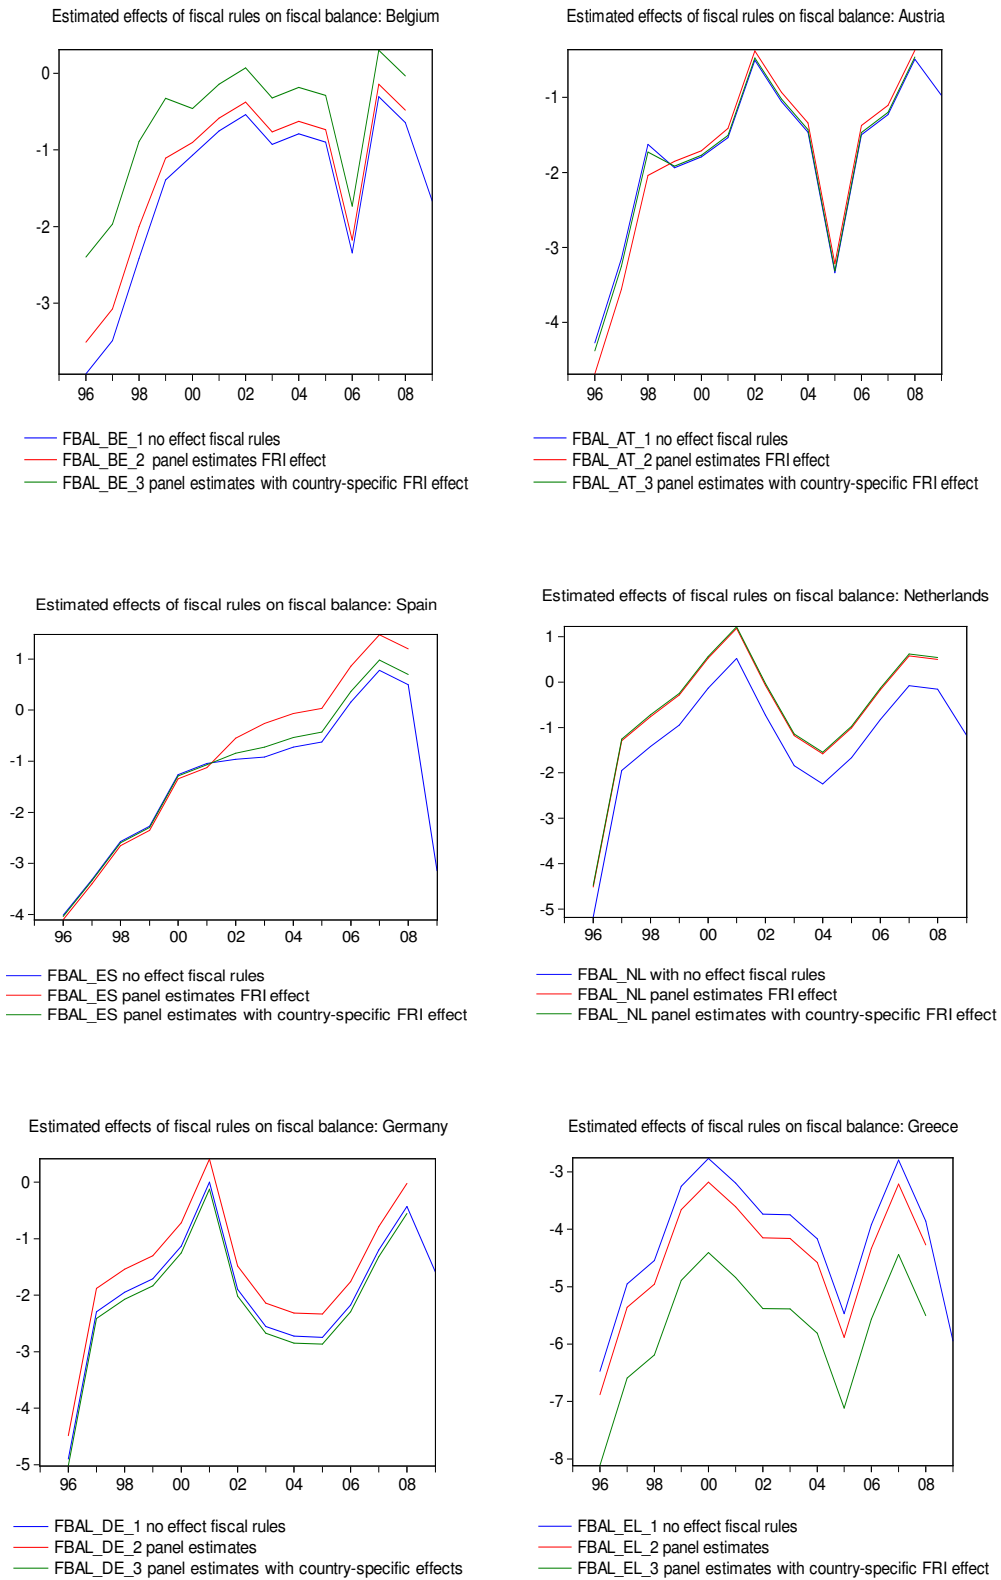 Estimated effects of fiscal rules on fiscal balance: Belgium
0
-1
-2
-3
96 98 00 02 04 06 08
FBAL_BE_1 no effect fiscal rules
FBAL_BE_2 panel estimates FRI effect
FBAL_BE_3 panel estimates with country-specific FRI effect
Estimated effects of fiscal rules on fiscal balance: Austria
-1
-2
-3
-4
96 98 00 02 04 06 08
FBAL_AT_1 no effect fiscal rules
FBAL_AT_2 panel estimates FRI effect
FBAL_AT_3 panel estimates with country-specific FRI effect
Estimated effects of fiscal rules on fiscal balance: Spain
1
0
-1
-2
-3
-4
96 98 00 02 04 06 08
FBAL_ES no effect fiscal rules
FBAL_ES panel estimates FRI effect
FBAL_ES panel estimates with country-specific FRI effect
Estimated effects of fiscal rules on fiscal balance: Netherlands
1
0
-1
-2
-3
-4
-5
96 98 00 02 04 06 08
FBAL_NL with no effect fiscal rules
FBAL_NL panel estimates FRI effect
FBAL_NL panel estimates with country-specific FRI effect
Estimated effects of fiscal rules on fiscal balance: Germany
0
-1
-2
-3
-4
-5
96 98 00 02 04 06 08
FBAL_DE_1 no effect fiscal rules
FBAL_DE_2 panel estimates
FBAL_DE_3 panel estimates with country-specific effects
Estimated effects of fiscal rules on fiscal balance: Greece
-3
-4
-5
-6
-7
-8
96 98 00 02 04 06 08
FBAL_EL_1 no effect fiscal rules
FBAL_EL_2 panel estimates
FBAL_EL_3 panel estimates with country-specific FRI effect